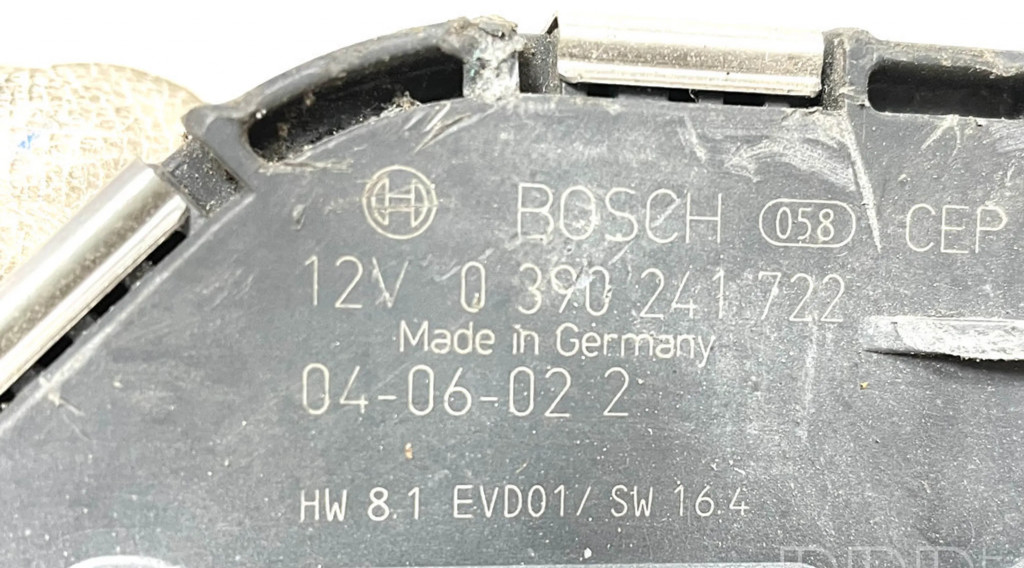 BOSCH 058 CEP
12V 0 390 241 722
Made in Germany
04-06-02 2
HW 8.1 EVD01/ SW 16.4